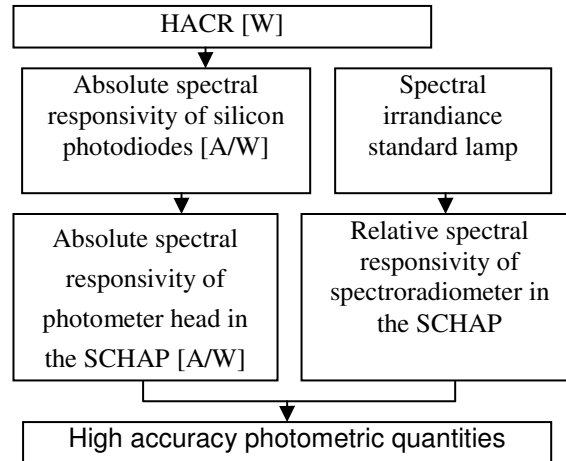 HACR [W]
Absolute spectral
responsivity of silicon
photodiodes [A/W]
Spectral
irrandiance
standard lamp
Absolute spectral
responsivity of
photometer head in
the SCHAP [A/W]
Relative spectral
responsivity of
spectroradiometer in
the SCHAP
High accuracy photometric quantities